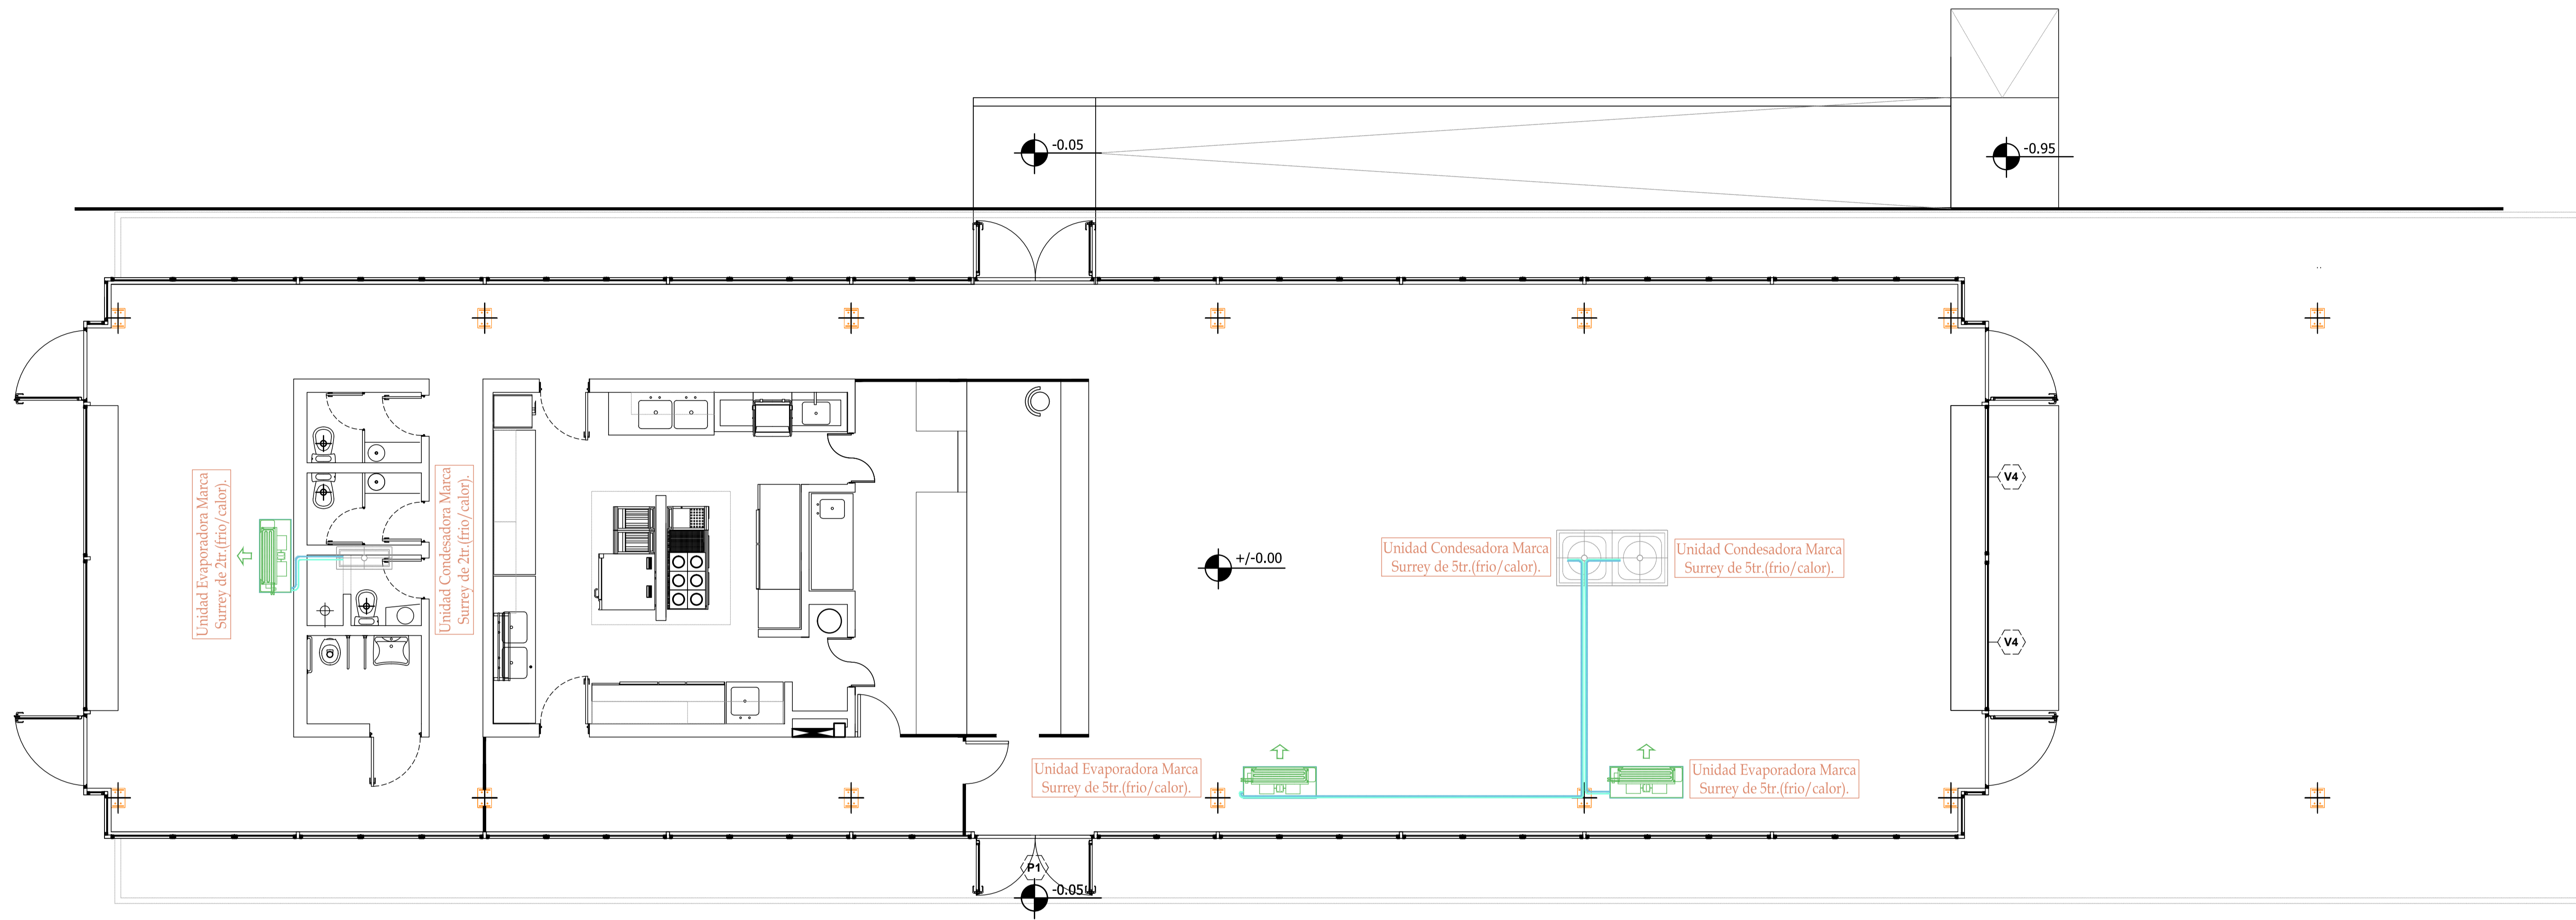 -0.05
-0.95
Unidad Evaporadora Marca
Surrey de 2tr.(frio/calor).
Unidad Condesadora Marca
Surrey de 2tr.(frio/calor).
+/-0.00
Unidad Condesadora Marca
Surrey de 5tr.(frio/calor).
Unidad Condesadora Marca
Surrey de 5tr.(frio/calor).
V4
V4
Unidad Evaporadora Marca
Surrey de 5tr.(frio/calor).
Unidad Evaporadora Marca
Surrey de 5tr.(frio/calor).
P1
-0.05